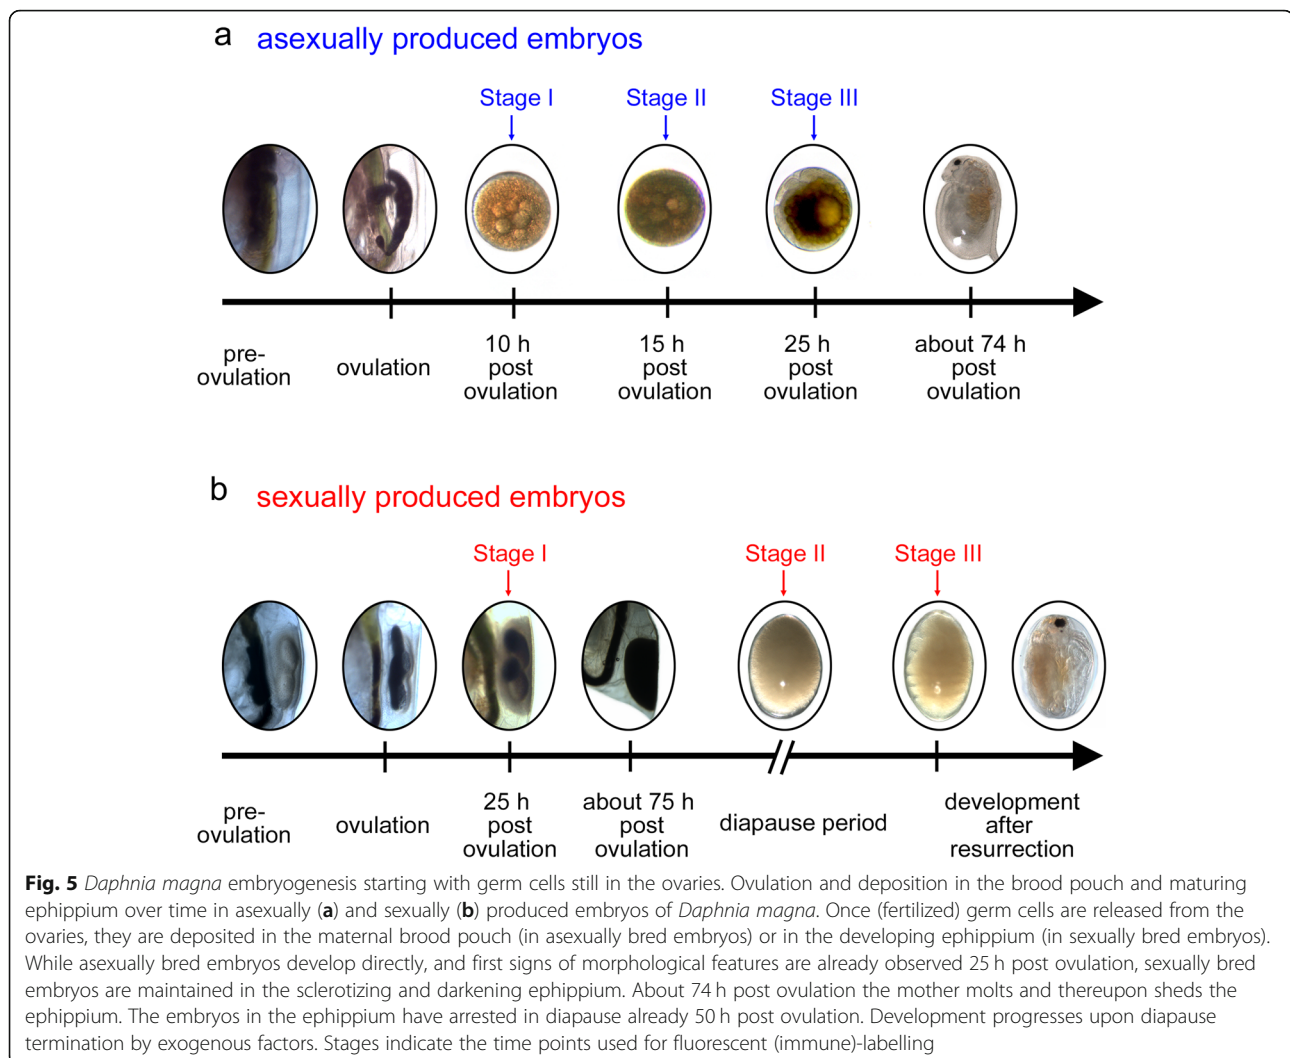 a asexually produced embryos
Stage I Stage II Stage III
pre-
ovulation
ovulation
10 h
post
ovulation
15 h
post
ovulation
25 h
post
ovulation
about 74 h
post
ovulation
b sexually produced embryos
Stage I Stage II Stage III
pre-
ovulation
ovulation
25 h
post
ovulation
about 75 h
post
ovulation
diapause period
development
after
resurrection
Fig. 5 Daphnia magna embryogenesis starting with germ cells still in the ovaries. Ovulation and deposition in the brood pouch and maturing
ephippium over time in asexually (a) and sexually (b) produced embryos of Daphnia magna. Once (fertilized) germ cells are released from the
ovaries, they are deposited in the maternal brood pouch (in asexually bred embryos) or in the developing ephippium (in sexually bred embryos).
While asexually bred embryos develop directly, and first signs of morphological features are already observed 25 h post ovulation, sexually bred
embryos are maintained in the sclerotizing and darkening ephippium. About 74 h post ovulation the mother molts and thereupon sheds the
ephippium. The embryos in the ephippium have arrested in diapause already 50 h post ovulation. Development progresses upon diapause
termination by exogenous factors. Stages indicate the time points used for fluorescent (immune)-labelling